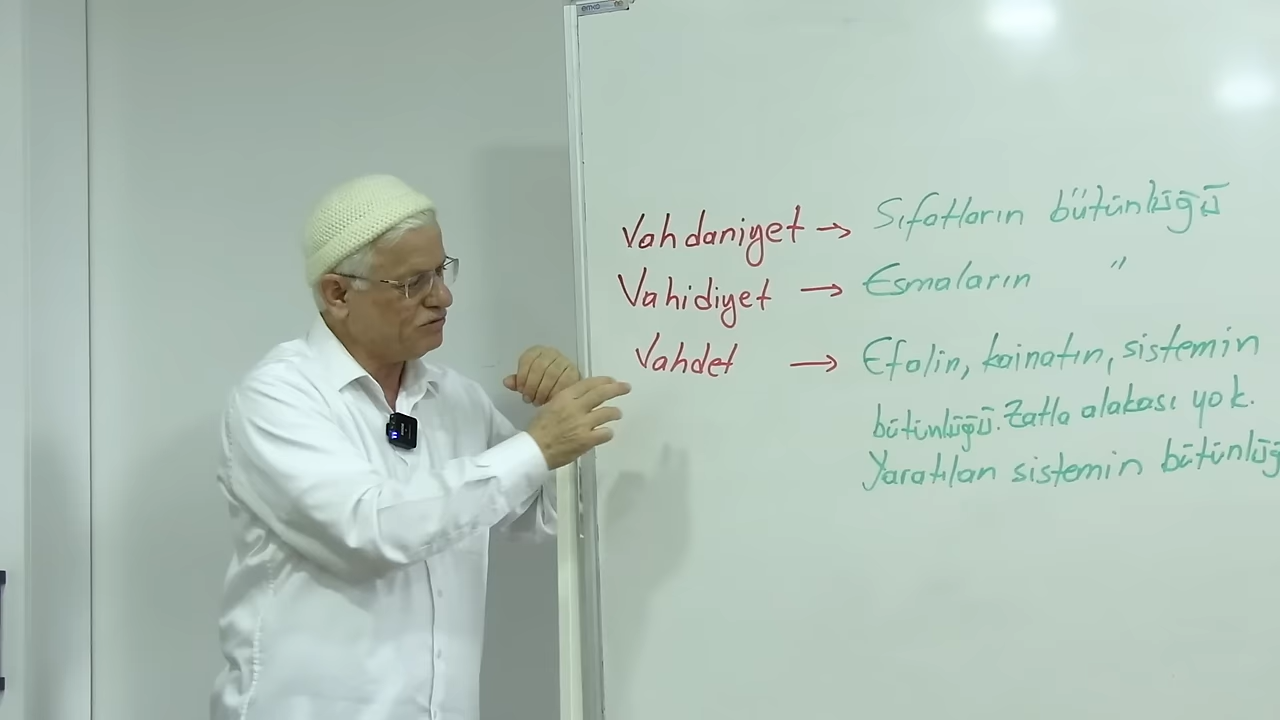 Vahdaniyet → Sıfatların bütünlüğü
Vahidiyet → Esmaların "
Vahdet → Efalin, kainatın, sistemin
bütünlüğü. Zatla alakası yok.
Yaratılan sistemin bütünlüğ